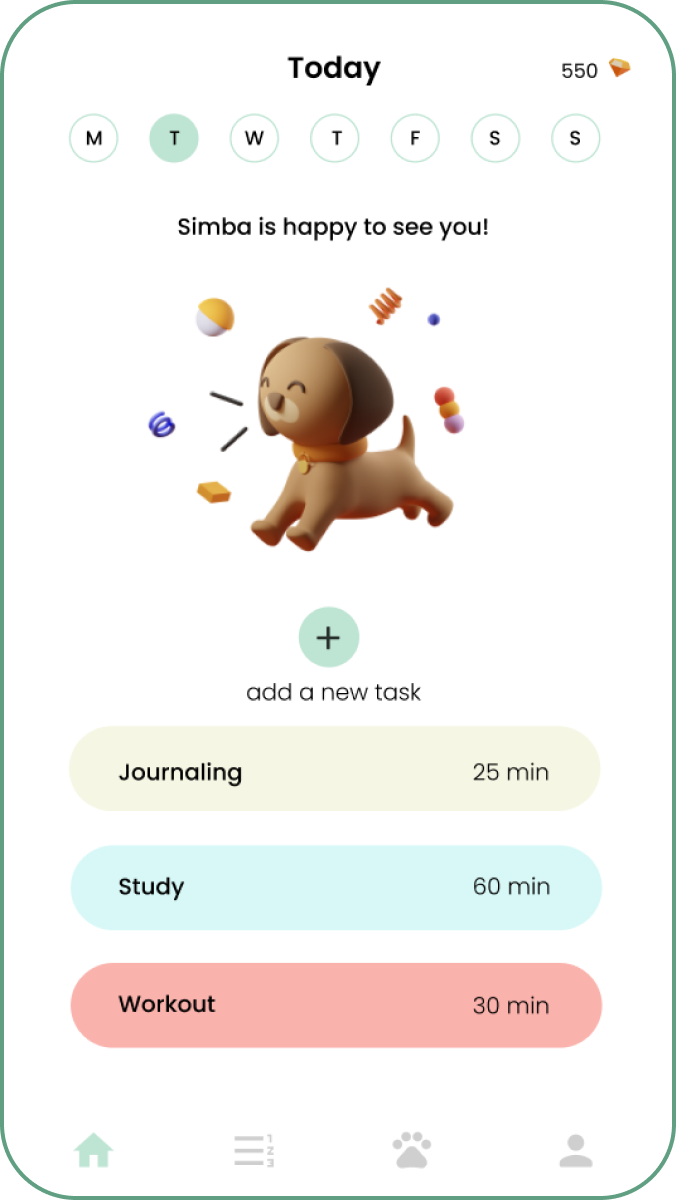 Today
550
M T W T F S S
Simba is happy to see you!
add a new task
Journaling 25 min
Study 60 min
Workout 30 min
1
2
3